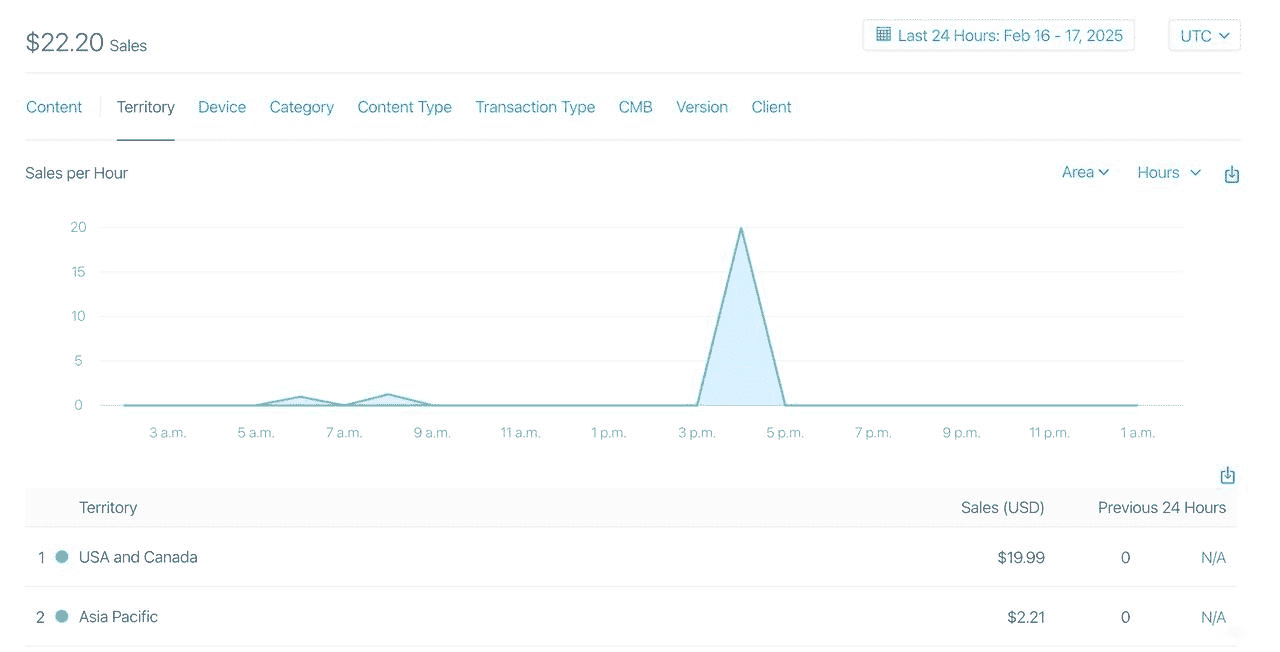 $22.20 Sales
Last 24 Hours: Feb 16 - 17, 2025
UTC
Content Territory Device Category Content Type Transaction Type CMB Version Client
Sales per Hour
Area Hours
20
15
10
5
0
3 a.m. 5 a.m. 7 a.m. 9 a.m. 11 a.m. 1 p.m. 3 p.m. 5 p.m. 7 p.m. 9 p.m. 11 p.m. 1 a.m.
Territory Sales (USD) Previous 24 Hours
1 USA and Canada $19.99 0 N/A
2 Asia Pacific $2.21 0 N/A